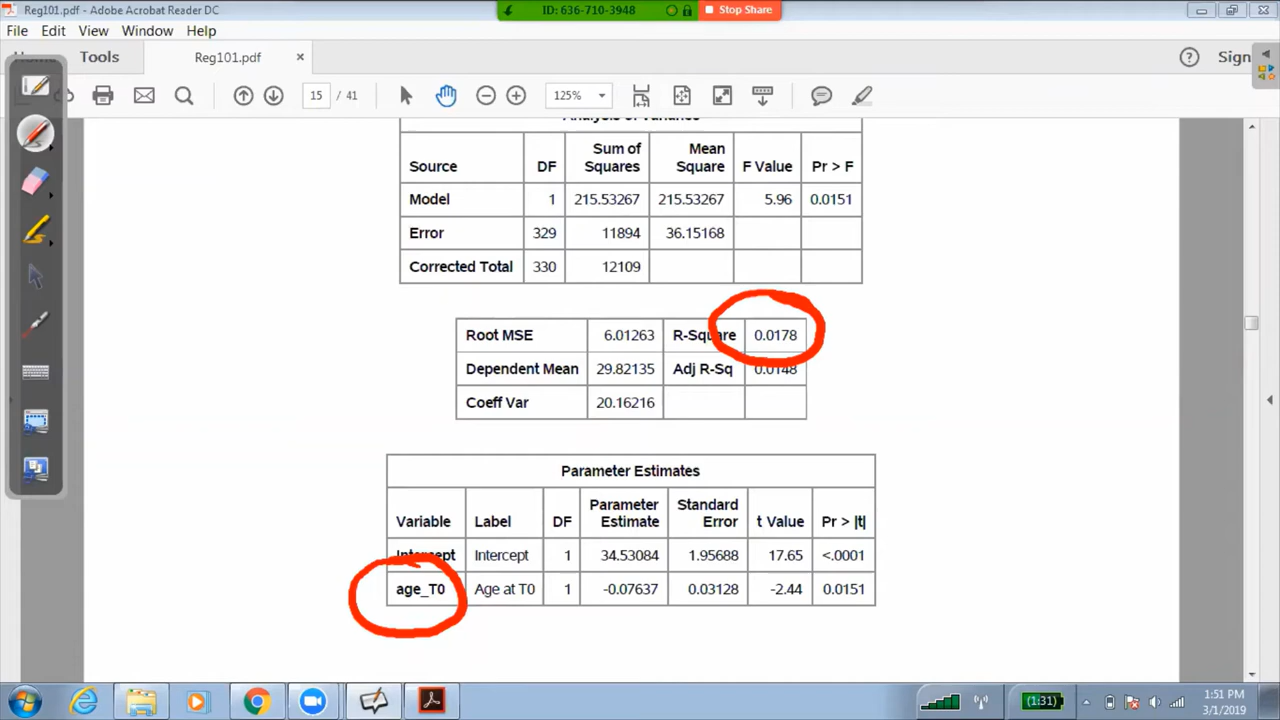 Reg101.pdf - Adobe Acrobat Reader DC
ID: 636-710-3948
Stop Share
File Edit View Window Help
Tools
Reg101.pdf
Sign
15 / 41
125%
Analysis of Variance
Source DF Sum of Squares Mean Square F Value Pr > F
Model 1 215.53267 215.53267 5.96 0.0151
Error 329 11894 36.15168
Corrected Total 330 12109
Root MSE 6.01263 R-Square 0.0178
Dependent Mean 29.82135 Adj R-Sq 0.0148
Coeff Var 20.16216
Parameter Estimates
Variable Label DF Parameter Estimate Standard Error t Value Pr > |t|
Intercept Intercept 1 34.53084 1.95688 17.65 <.0001
age_T0 Age at T0 1 -0.07637 0.03128 -2.44 0.0151
(1:31)
1:51 PM
3/1/2019